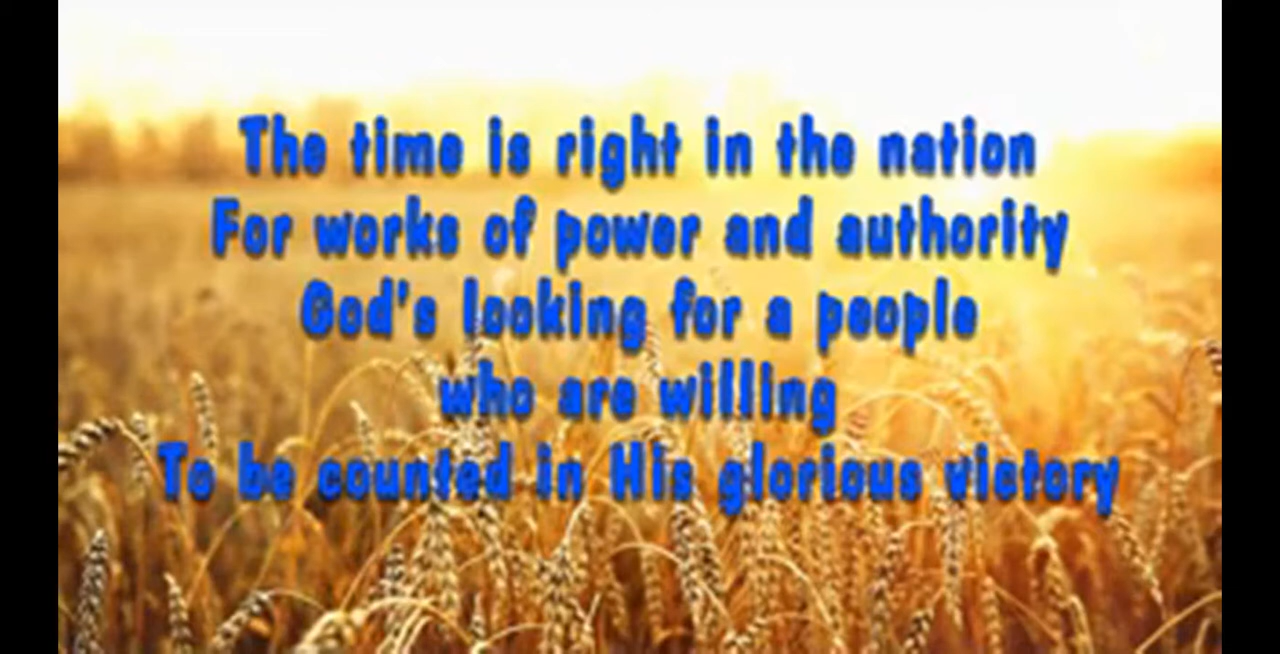 The time is right in the nation
For works of power and authority
God's looking for a people
who are willing
To be counted in His glorious victory